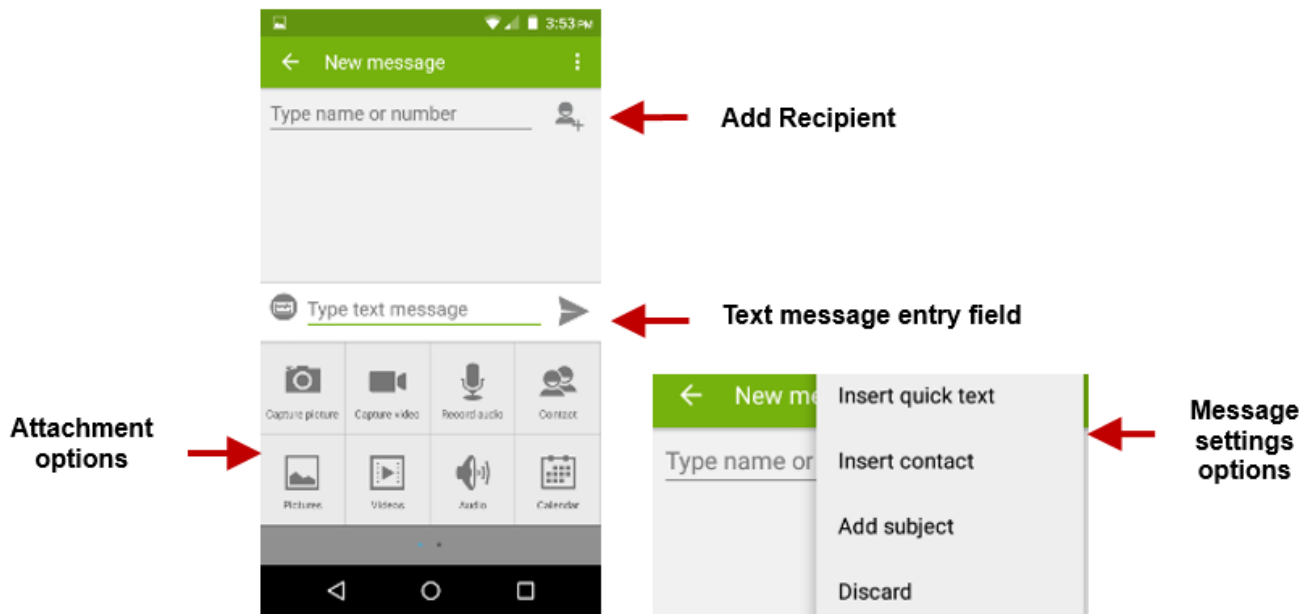 3:53 PM
New message
Type name or number
Add Recipient
Type text message
Text message entry field
Capture picture
Capture video
Record audio
Contact
Attachment
options
Pictures
Videos
Audio
Calendar
New me
Type name or
Insert quick text
Insert contact
Add subject
Discard
Message
settings
options